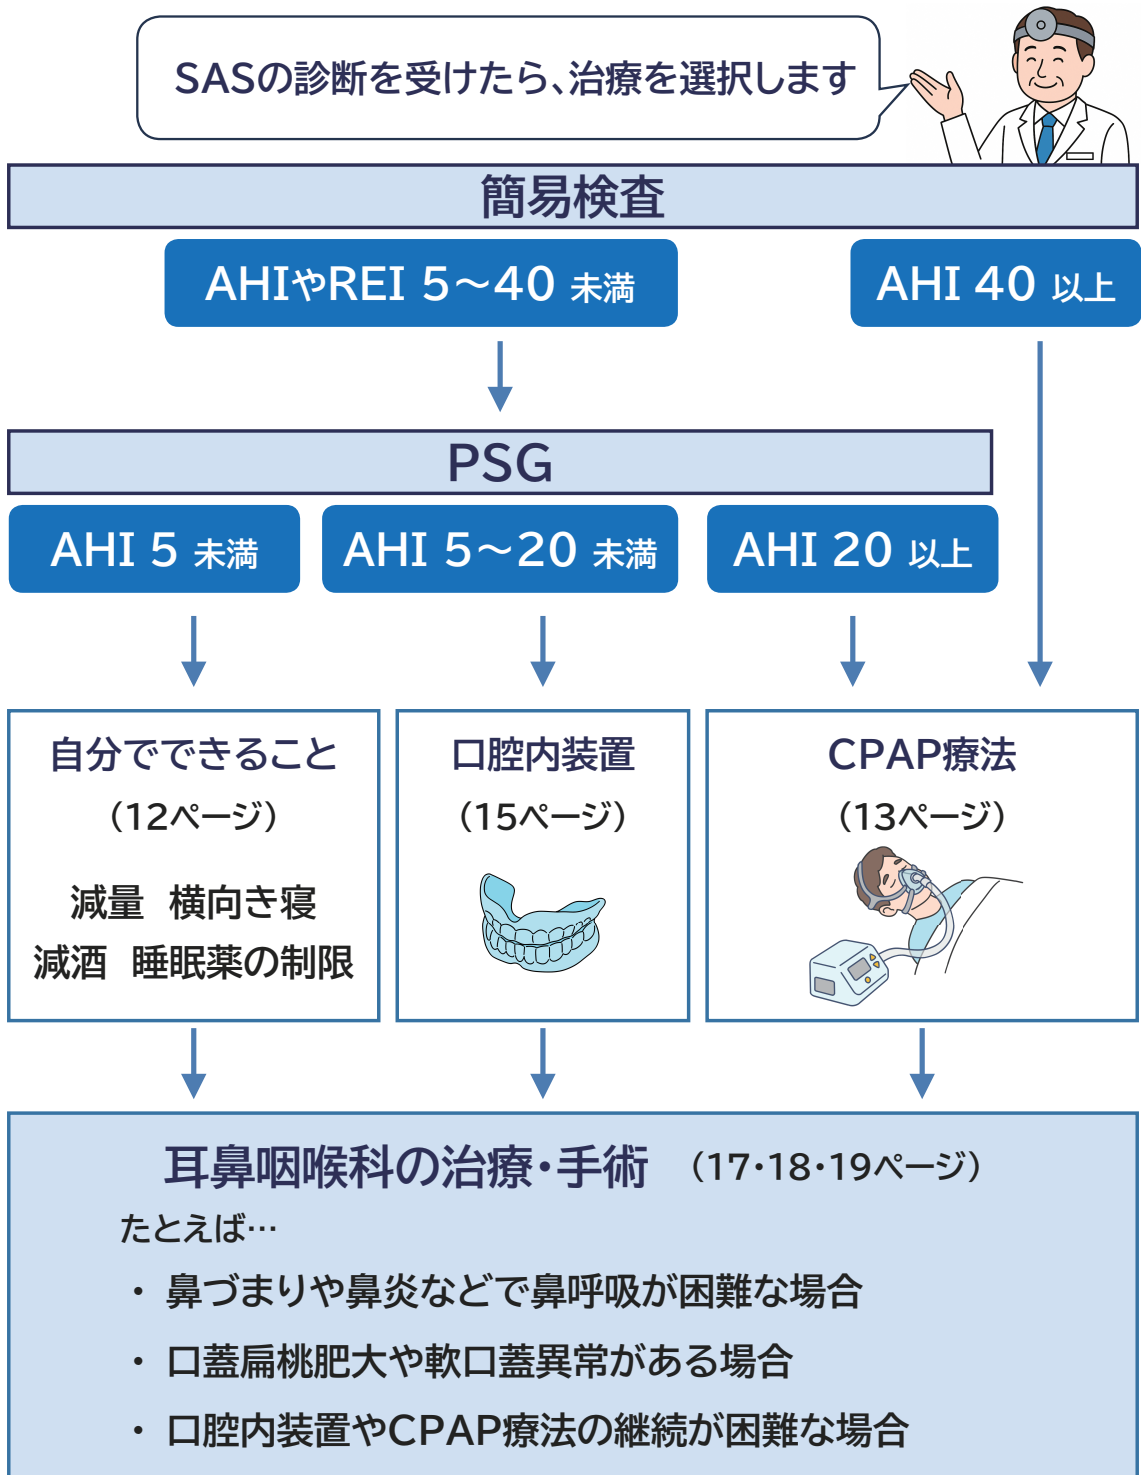 SASの診断を受けたら、治療を選択します
簡易検査
AHIやREI 5～40 未満
AHI 40 以上
PSG
AHI 5 未満
AHI 5～20 未満
AHI 20 以上
自分でできること
（12ページ）
減量 横向き寝
減酒 睡眠薬の制限
口腔内装置
（15ページ）
CPAP療法
（13ページ）
耳鼻咽喉科の治療・手術 （17・18・19ページ）
たとえば…
・ 鼻づまりや鼻炎などで鼻呼吸が困難な場合
・ 口蓋扁桃肥大や軟口蓋異常がある場合
・ 口腔内装置やCPAP療法の継続が困難な場合